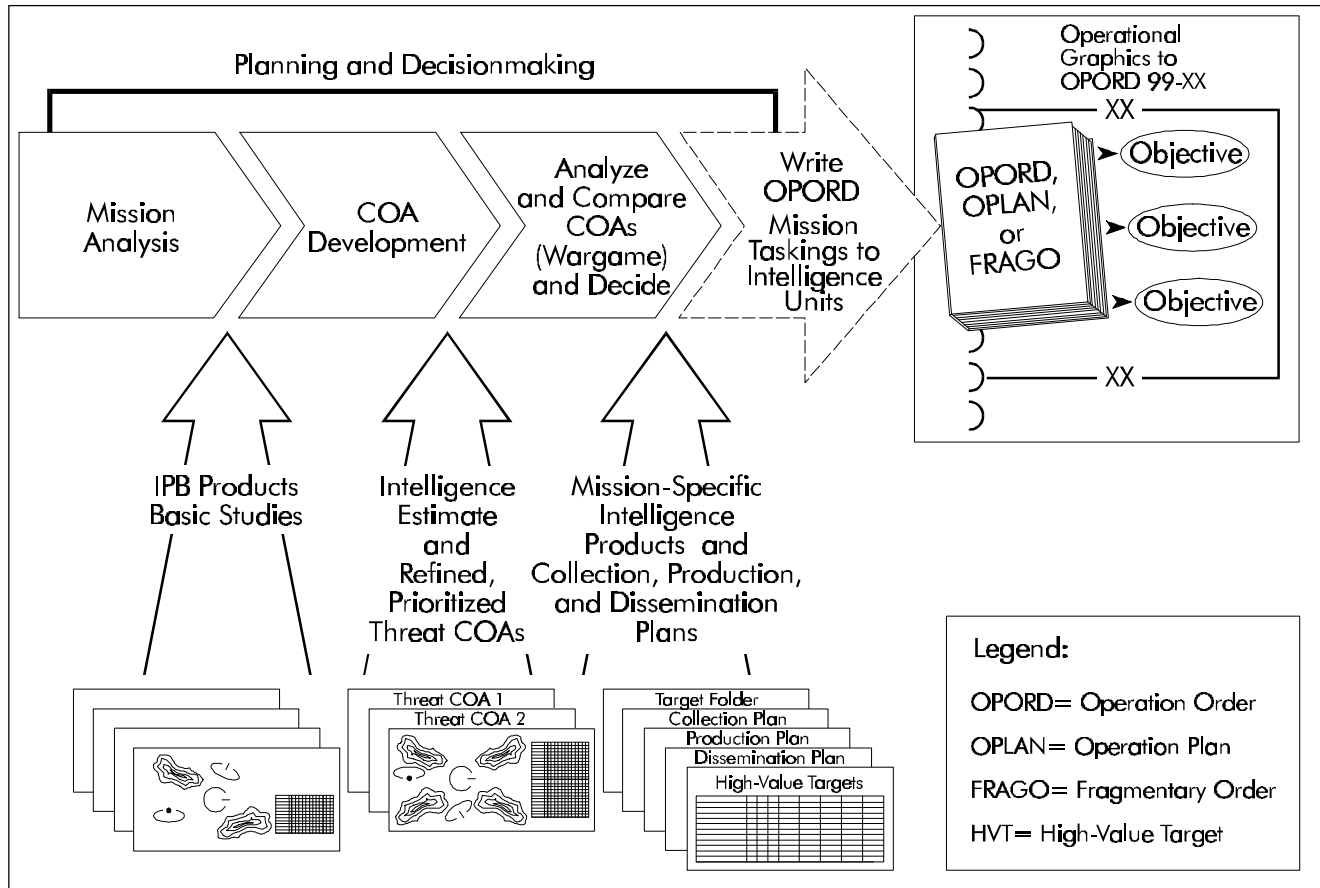 Planning and Decisionmaking
Mission
Analysis
COA
Development
Analyze
and Compare
COAs
(Wargame)
and Decide
Write
OPORD
Mission
Taskings to
Intelligence
Units
Operational
Graphics to
OPORD 99-XX
XX
OPORD,
OPLAN,
or
FRAGO
Objective
Objective
Objective
XX
IPB Products
Basic Studies
Intelligence
Estimate
and
Refined,
Prioritized
Threat COAs
Mission-Specific
Intelligence
Products and
Collection, Production,
and Dissemination
Plans
Threat COA 1
Threat COA 2
Target Folder
Collection Plan
Production Plan
Dissemination Plan
High-Value Targets
Legend:
OPORD= Operation Order
OPLAN= Operation Plan
FRAGO= Fragmentary Order
HVT= High-Value Target